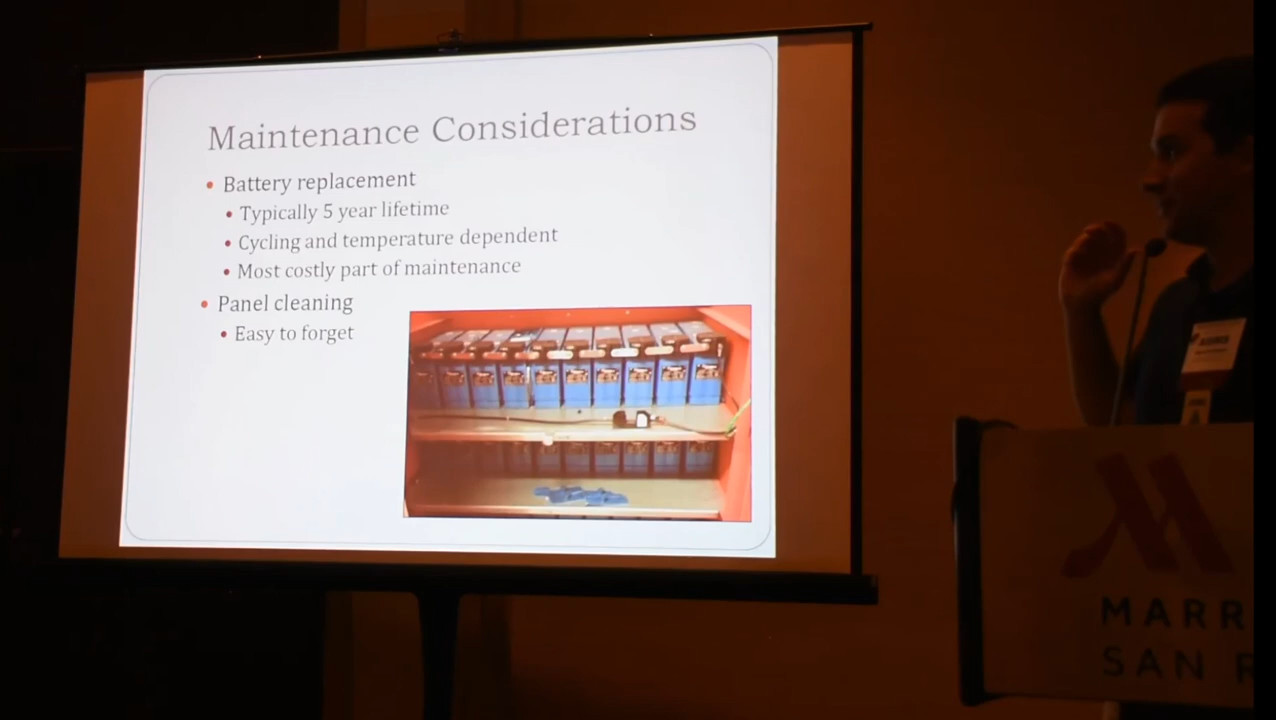 Maintenance Considerations
• Battery replacement
• Typically 5 year lifetime
• Cycling and temperature dependent
• Most costly part of maintenance
• Panel cleaning
• Easy to forget
MARR
SAN